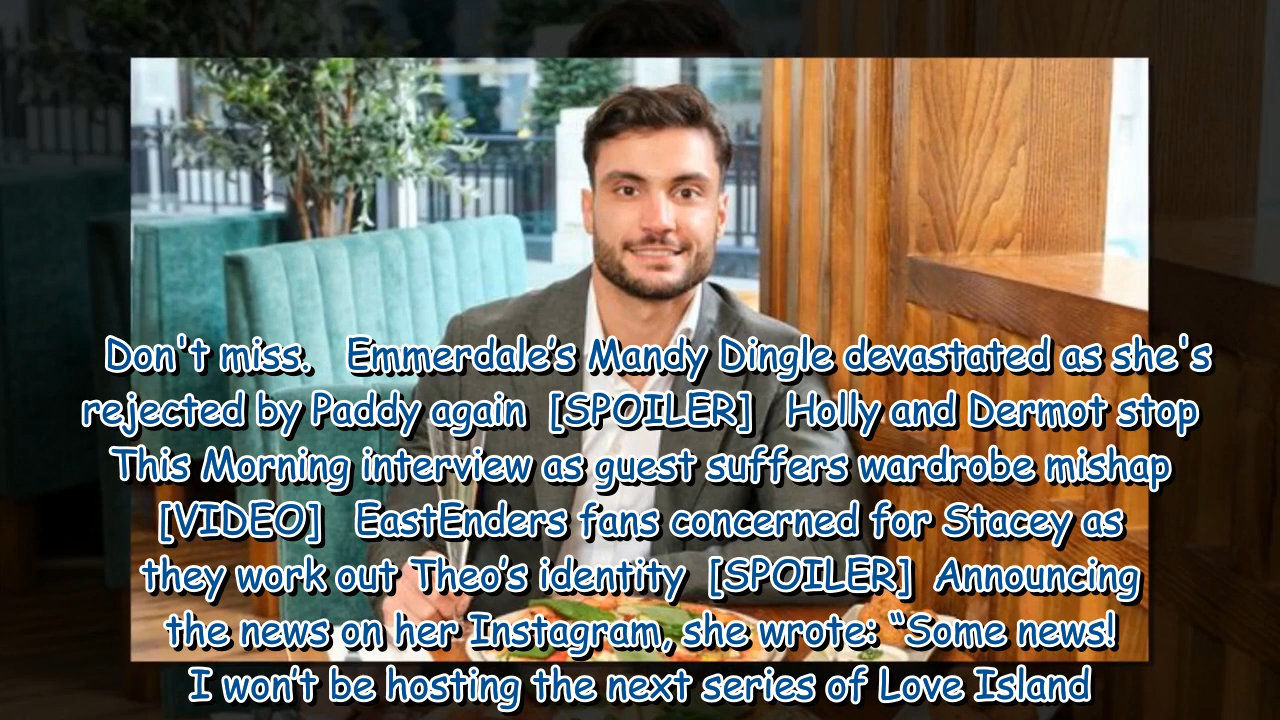 Don't miss. Emmerdale’s Mandy Dingle devastated as she's
rejected by Paddy again [SPOILER] Holly and Dermot stop
This Morning interview as guest suffers wardrobe mishap
[VIDEO] EastEnders fans concerned for Stacey as
they work out Theo’s identity [SPOILER] Announcing
the news on her Instagram, she wrote: “Some news!
I won’t be hosting the next series of Love Island